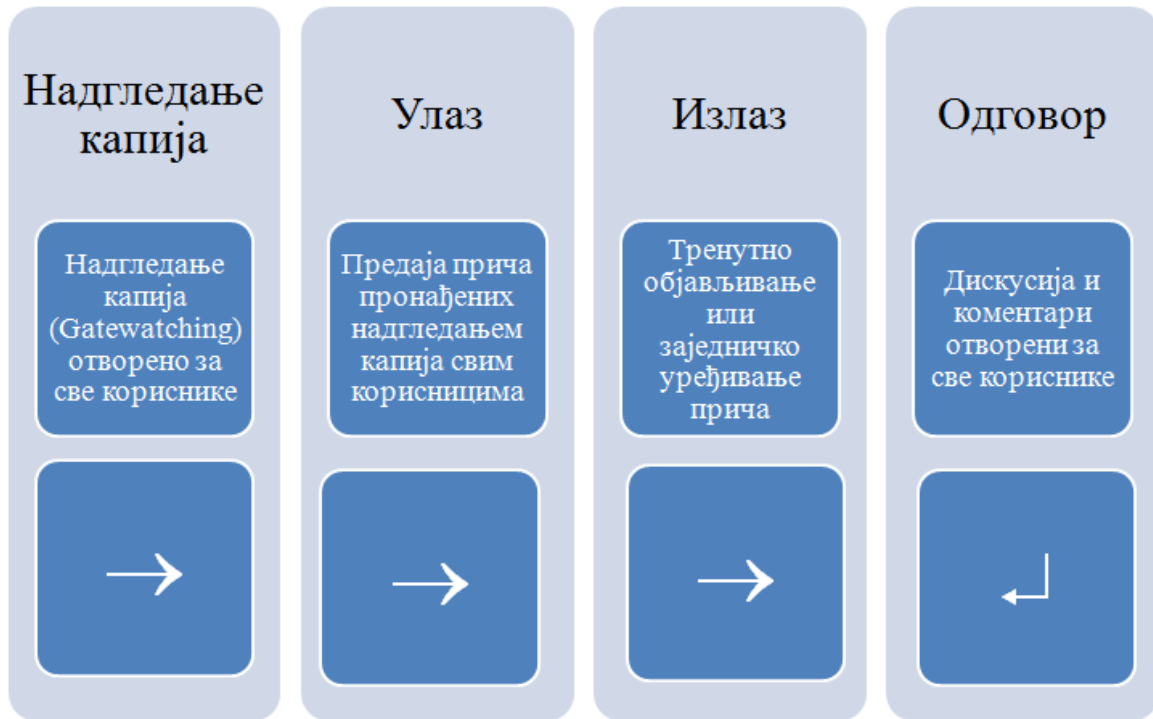 Надгледање
капија
Надгледање
капија
(Gatewatching)
отворено за
све кориснике
Улаз
Предаја прича
пронађених
надгледањем
капија свим
корисницима
Излаз
Тренутно
објављивање
или
заједничко
уређивање
прича
Одговор
Дискусија и
коментари
отворени за
све кориснике